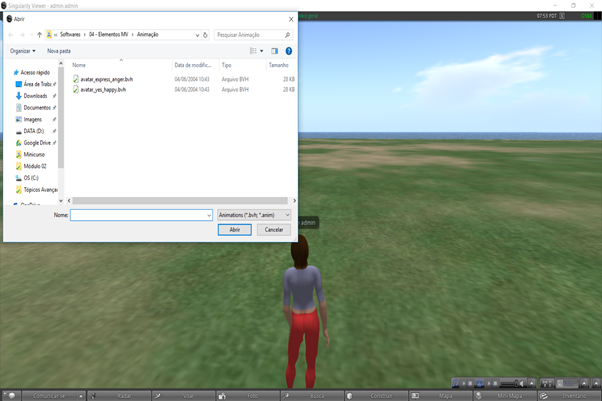 Singularity Viewer - admin admin
Abrir
07:53 PDT
« Softwares › 04 - Elementos MV › Animação
Pesquisar Animação
Organizar
Nova pasta
Nome Data de modific... Tipo Tamanho
avatar_express_anger.bvh 04/06/2004 10:43 Arquivo BVH 28 KB
avatar_yes_happy.bvh 04/06/2004 10:43 Arquivo BVH 28 KB
Acesso rápido
Área de Traba
Downloads
Documentos
Imagens
DATA (D:)
Google Drive
Minicurso
Módulo 02
OS (C:)
Tópicos Avança
Nome:
Animations (*.bvh; *.anim)
Abrir
Cancelar
admin
Comunicar-se Radar Voar Foto Busca Construir Mapa Mini Mapa Inventário